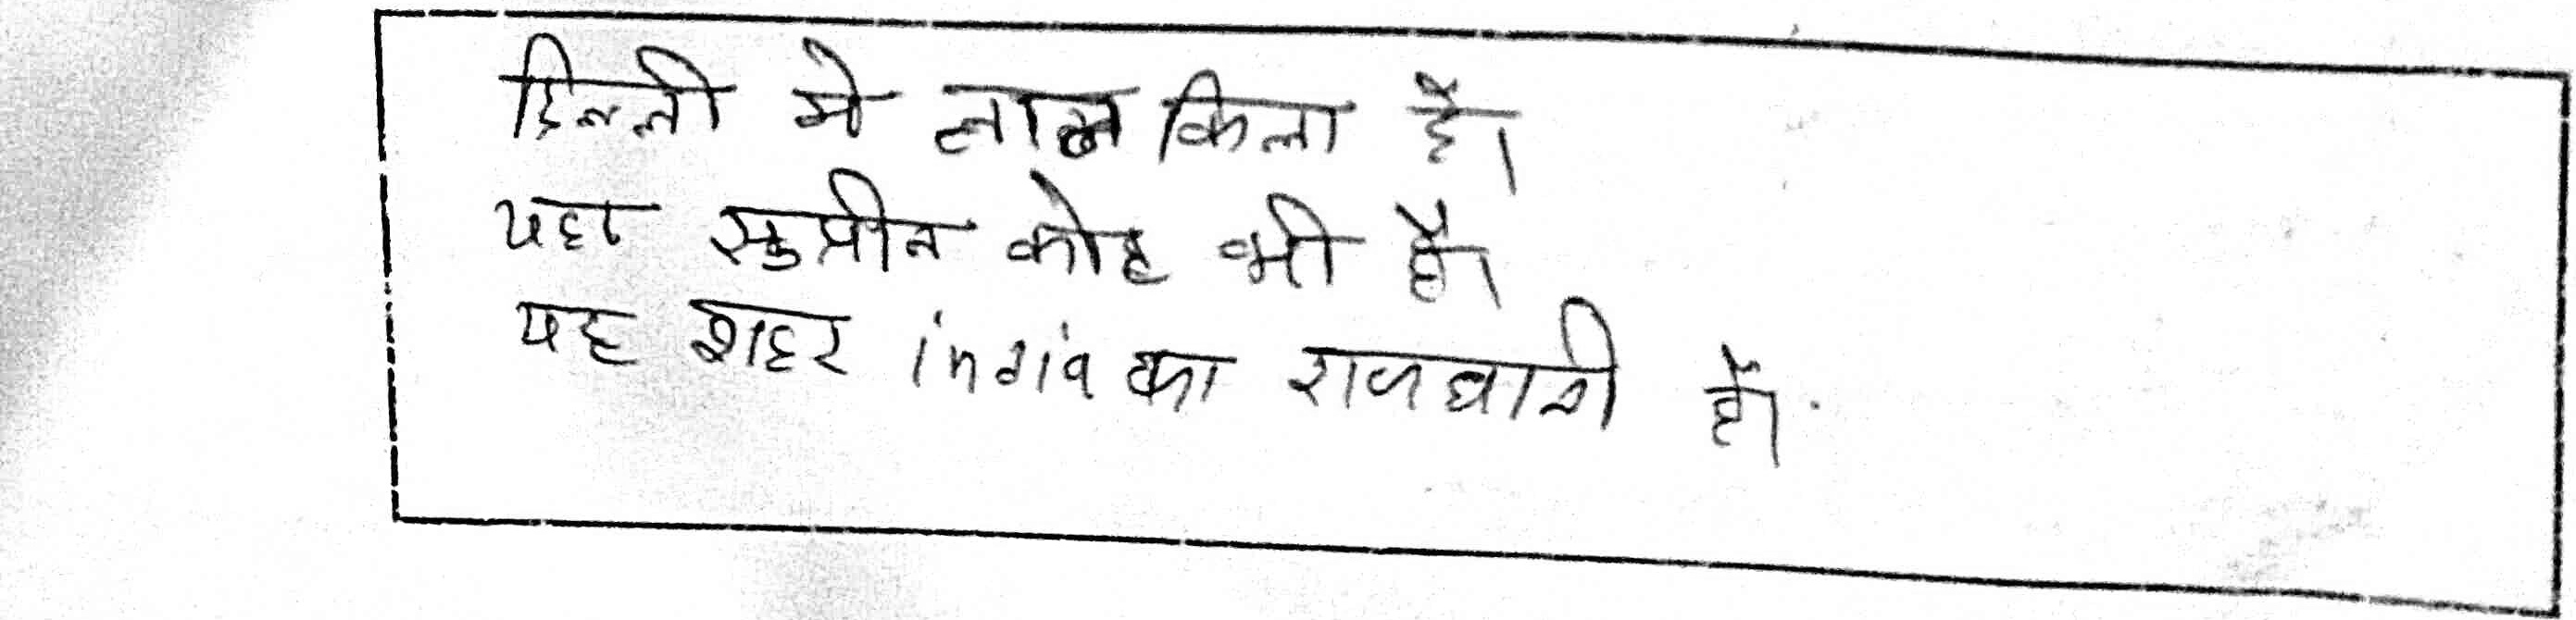 दिल्ली मे लाल किला है।
यहा सुप्रीन कोह भी है।
यह शहर india का राजधानी है।